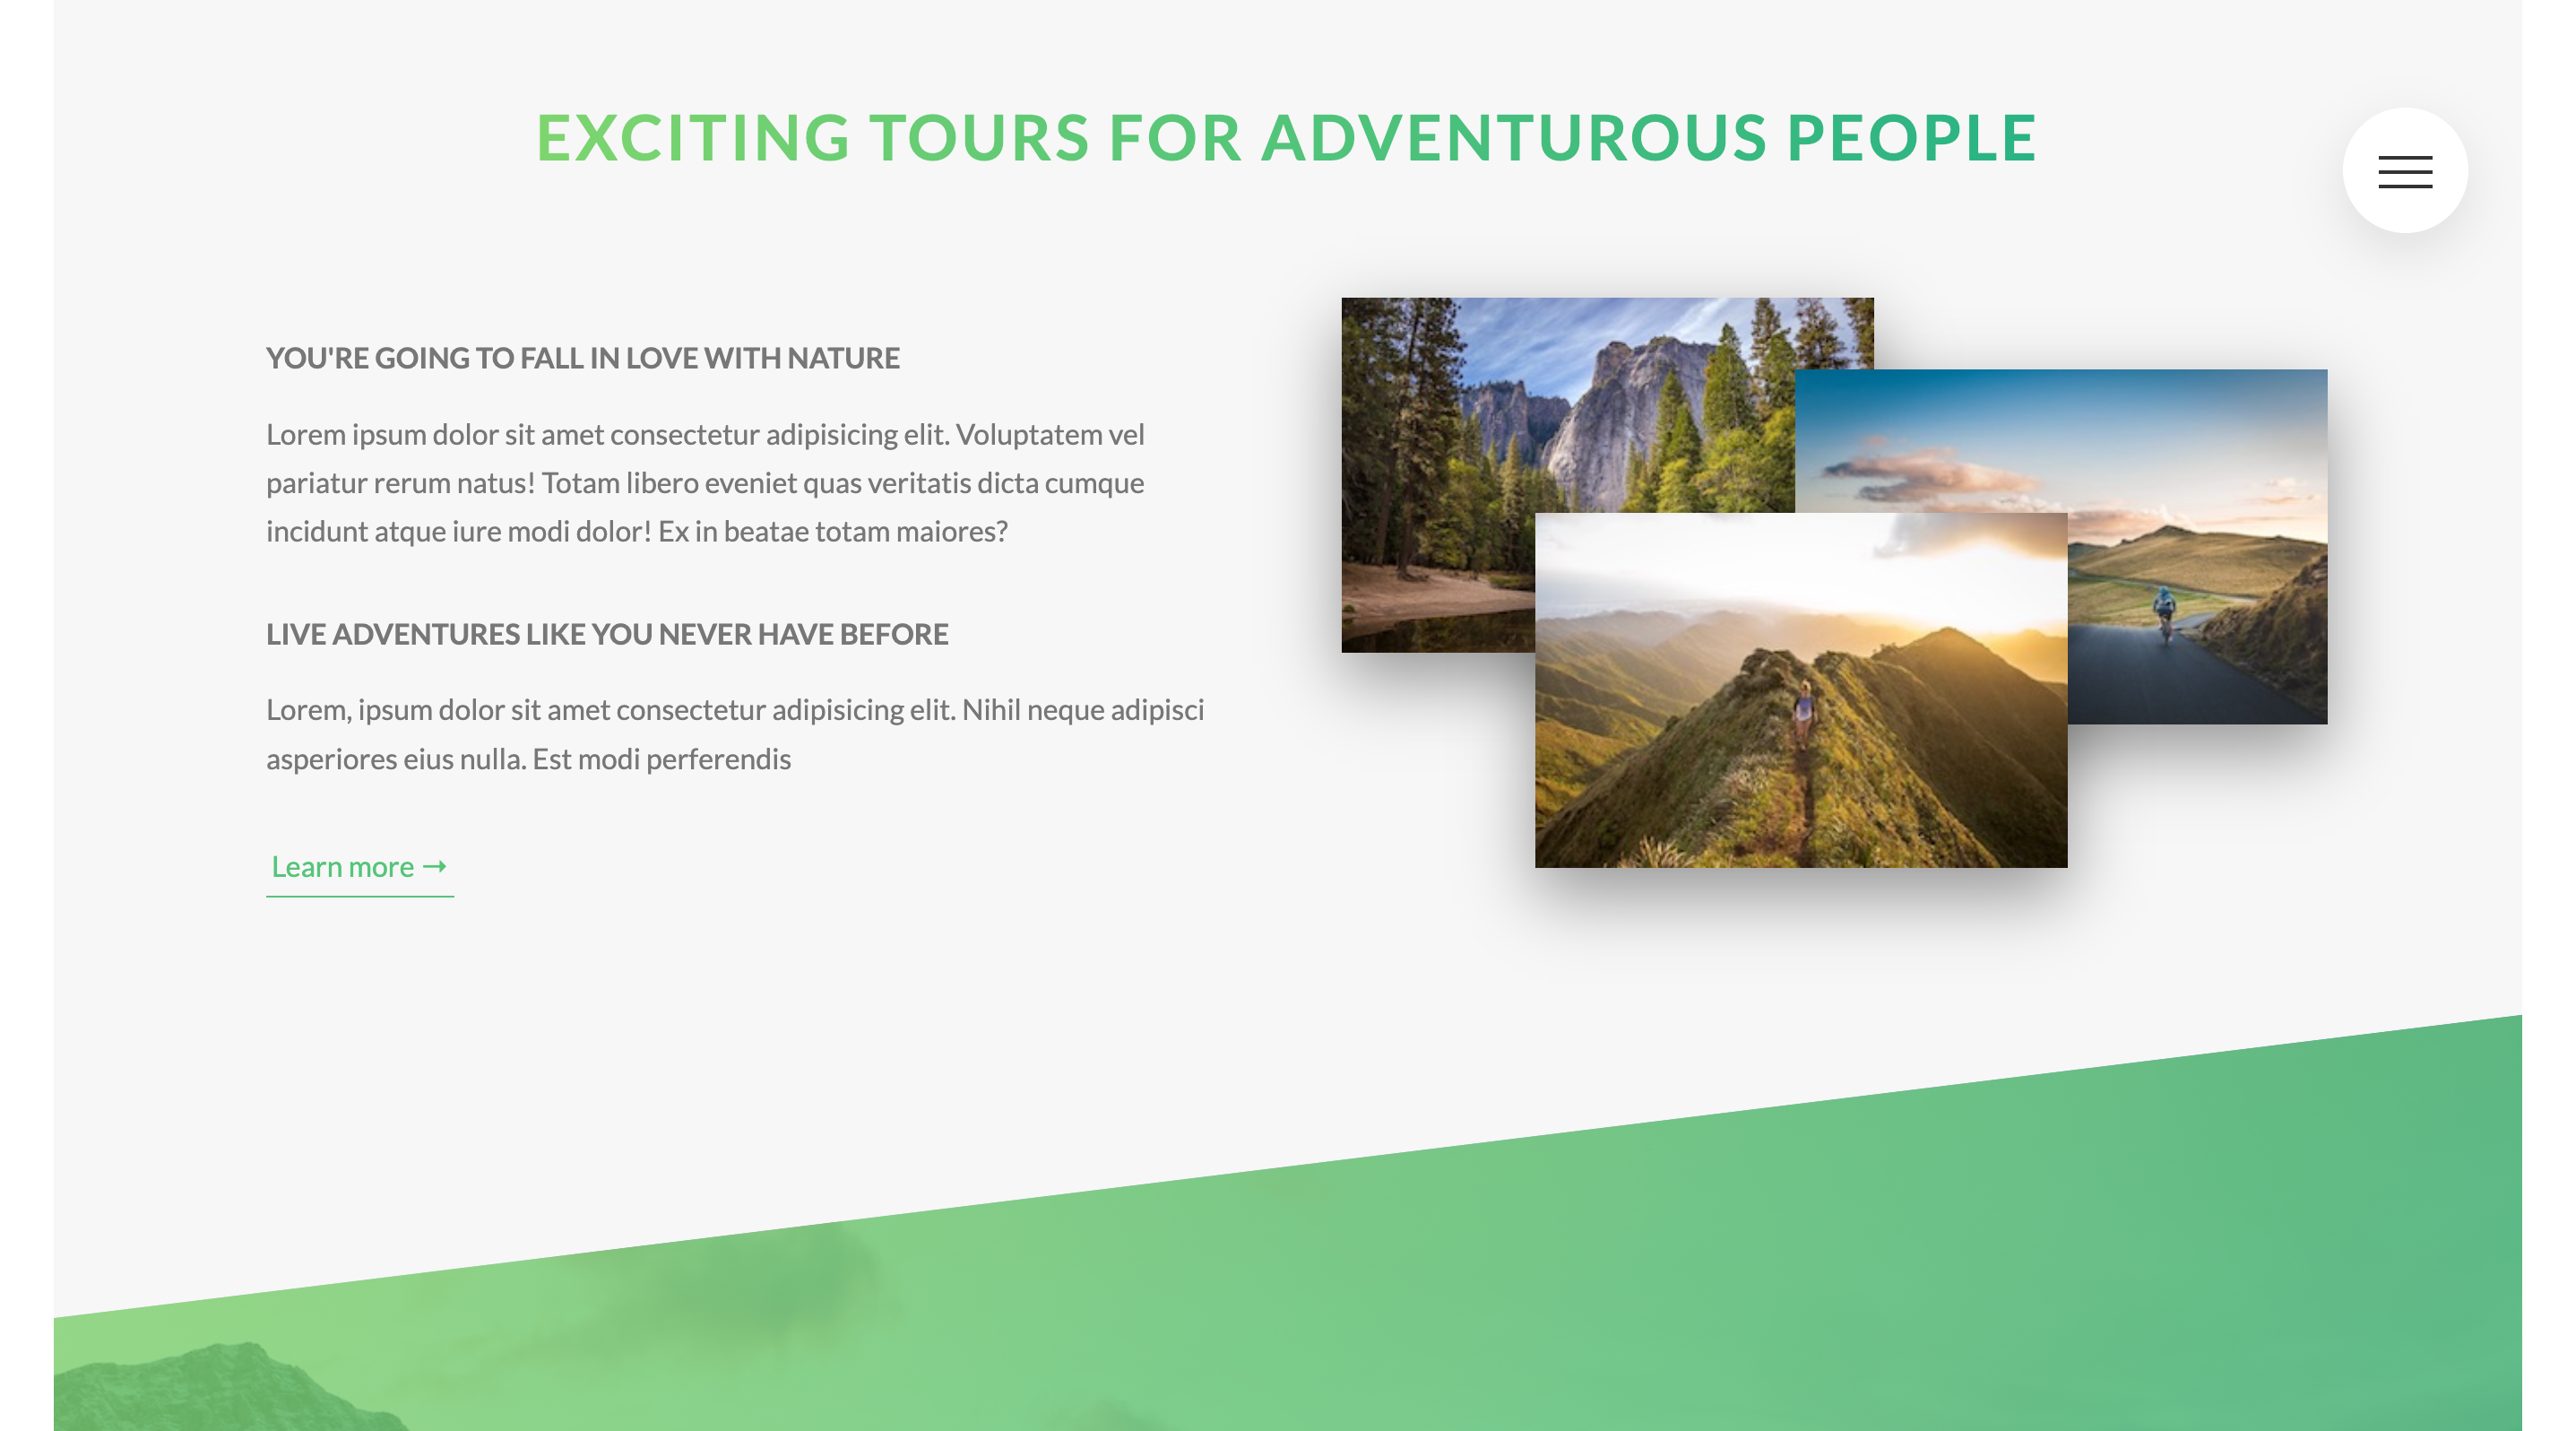 EXCITING TOURS FOR ADVENTUROUS PEOPLE
YOU'RE GOING TO FALL IN LOVE WITH NATURE
Lorem ipsum dolor sit amet consectetur adipisicing elit. Voluptatem vel
pariatur rerum natus! Totam libero eveniet quas veritatis dicta cumque
incidunt atque iure modi dolor! Ex in beatae totam maiores?
LIVE ADVENTURES LIKE YOU NEVER HAVE BEFORE
Lorem, ipsum dolor sit amet consectetur adipisicing elit. Nihil neque adipisci
asperiores eius nulla. Est modi perferendis
Learn more →